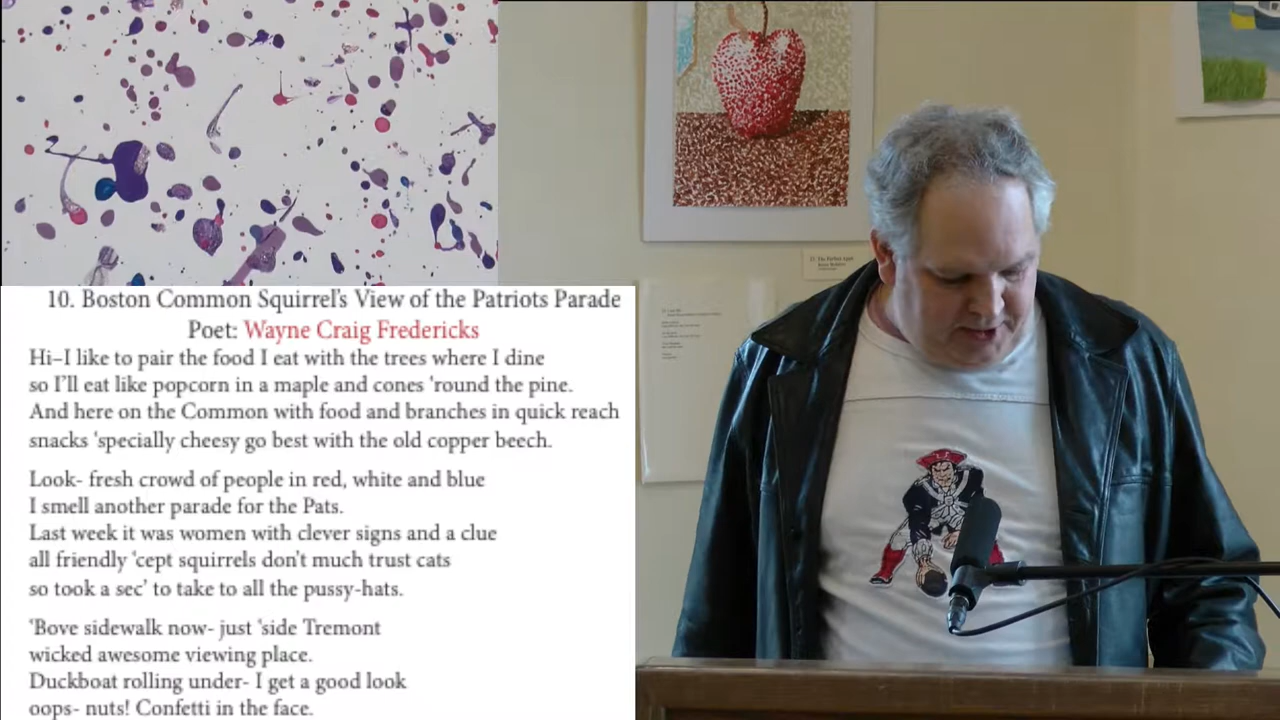 10. Boston Common Squirrel's View of the Patriots Parade
Poet: Wayne Craig Fredericks
Hi–I like to pair the food I eat with the trees where I dine
so I'll eat like popcorn in a maple and cones 'round the pine.
And here on the Common with food and branches in quick reach
snacks 'specially cheesy go best with the old copper beech.
Look- fresh crowd of people in red, white and blue
I smell another parade for the Pats.
Last week it was women with clever signs and a clue
all friendly 'cept squirrels don't much trust cats
so took a sec' to take to all the pussy-hats.
'Bove sidewalk now- just 'side Tremont
wicked awesome viewing place.
Duckboat rolling under- I get a good look
oops- nuts! Confetti in the face.